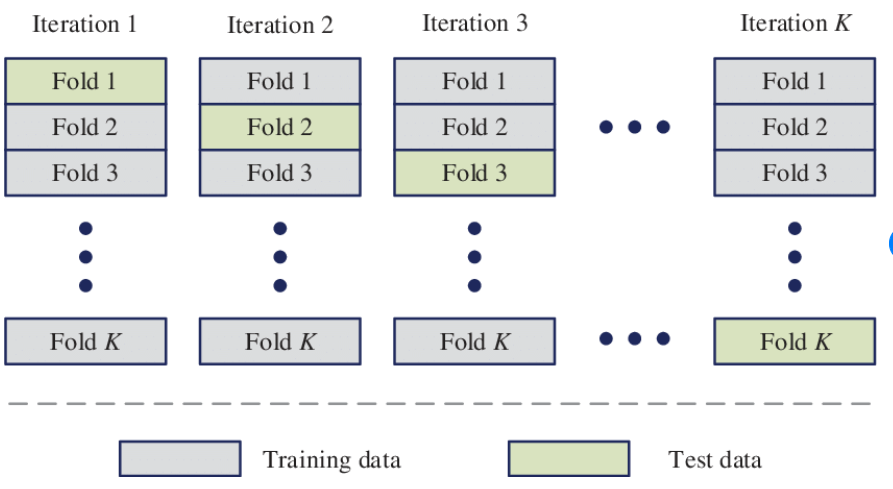 Iteration 1 Iteration 2 Iteration 3 Iteration K
Fold 1 Fold 1 Fold 1 Fold 1
Fold 2 Fold 2 Fold 2 Fold 2
Fold 3 Fold 3 Fold 3 Fold 3
Fold K Fold K Fold K Fold K
Training data Test data